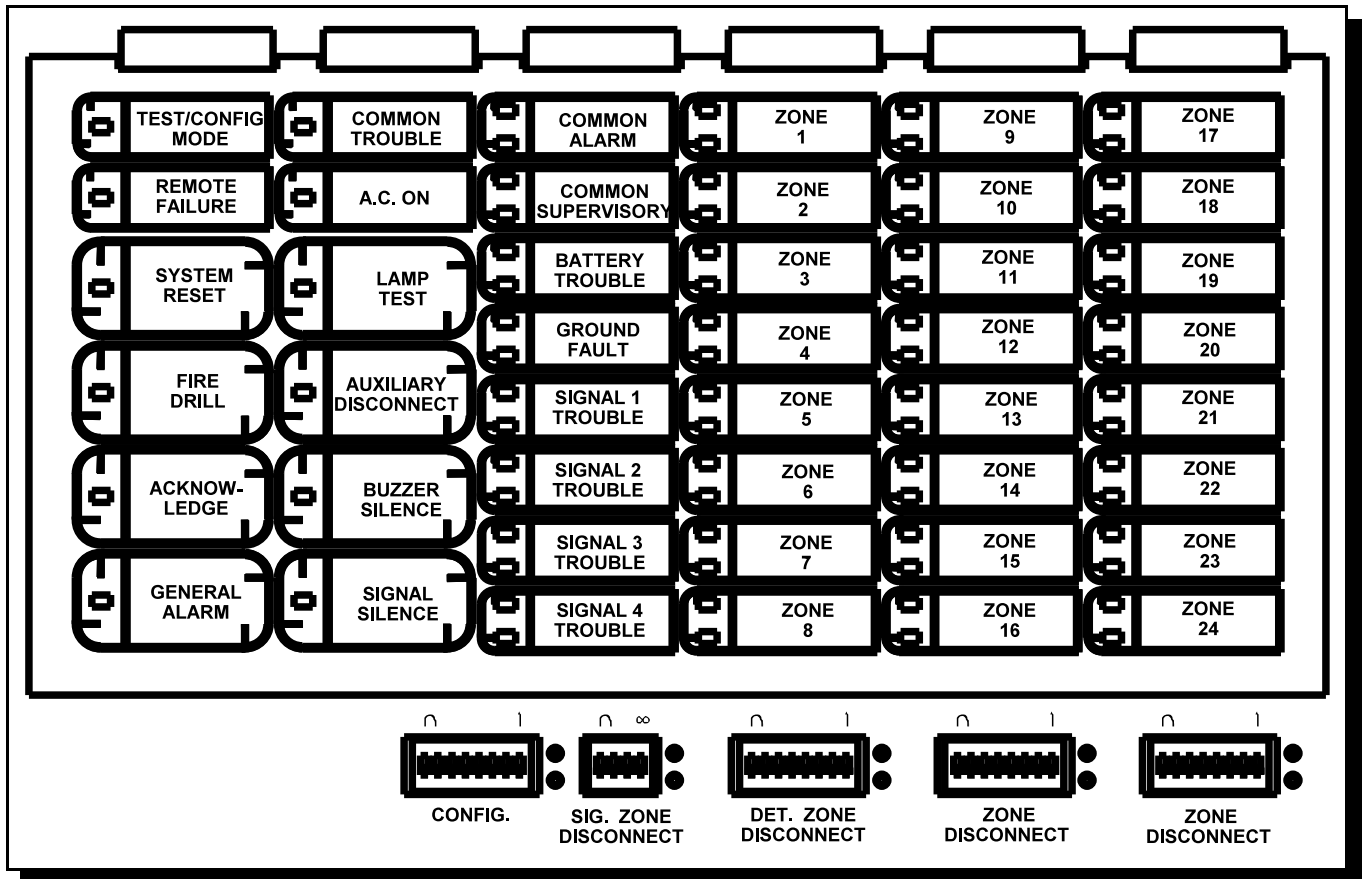 TEST/CONFIG
MODE
REMOTE
FAILURE
SYSTEM
RESET
FIRE
DRILL
ACKNOW-
LEDGE
GENERAL
ALARM
COMMON
TROUBLE
A.C. ON
LAMP
TEST
AUXILIARY
DISCONNECT
BUZZER
SILENCE
SIGNAL
SILENCE
COMMON
ALARM
COMMON
SUPERVISORY
BATTERY
TROUBLE
GROUND
FAULT
SIGNAL 1
TROUBLE
SIGNAL 2
TROUBLE
SIGNAL 3
TROUBLE
SIGNAL 4
TROUBLE
ZONE
1
ZONE
2
ZONE
3
ZONE
4
ZONE
5
ZONE
6
ZONE
7
ZONE
8
ZONE
9
ZONE
10
ZONE
11
ZONE
12
ZONE
13
ZONE
14
ZONE
15
ZONE
16
ZONE
17
ZONE
18
ZONE
19
ZONE
20
ZONE
21
ZONE
22
ZONE
23
ZONE
24
CONFIG.
SIG. ZONE
DISCONNECT
DET. ZONE
DISCONNECT
ZONE
DISCONNECT
ZONE
DISCONNECT